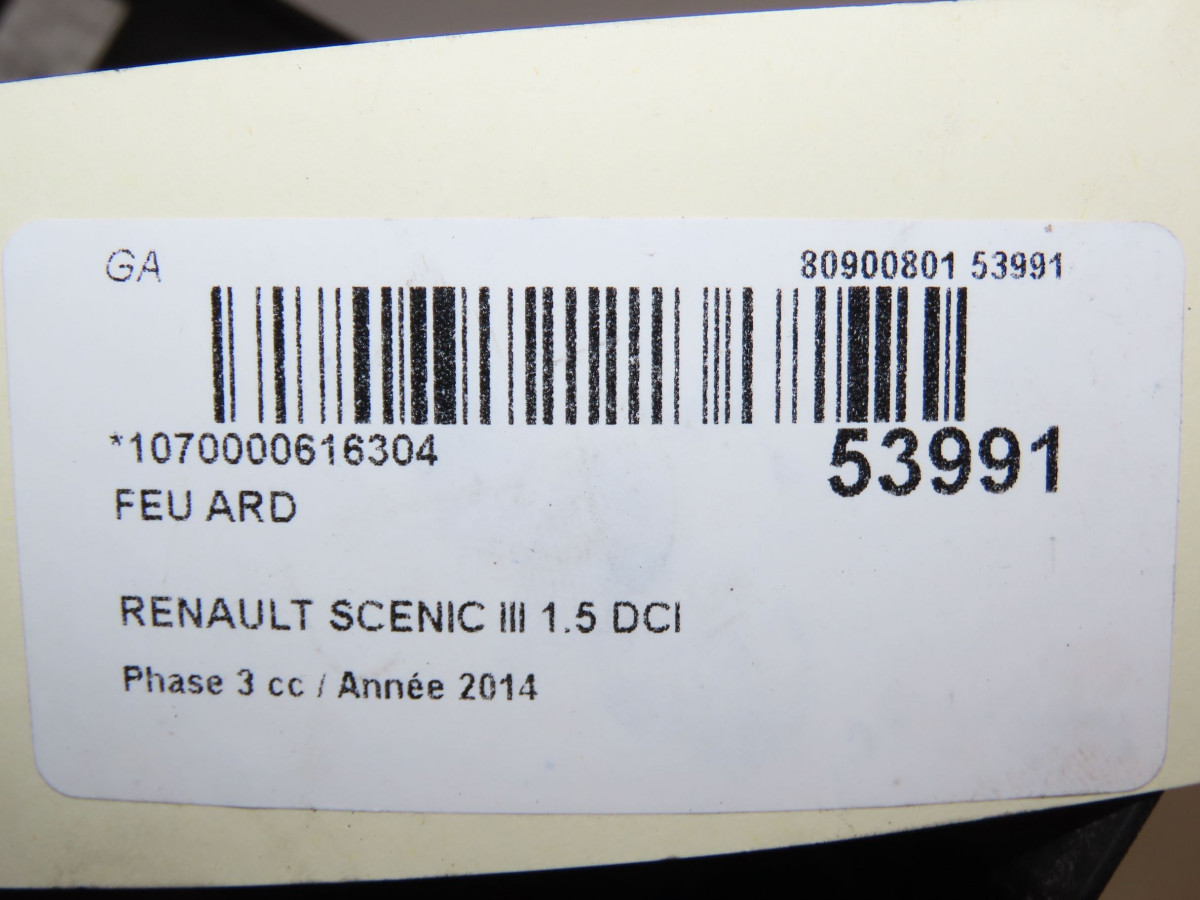 GA
80900801 53991
*1070000616304
53991
FEU ARD
RENAULT SCENIC III 1.5 DCI
Phase 3 cc / Année 2014